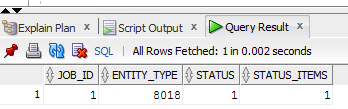 Explain Plan Script Output Query Result
SQL All Rows Fetched: 1 in 0.002 seconds
JOB_ID ENTITY_TYPE STATUS STATUS_ITEMS
1 1 8018 1 1